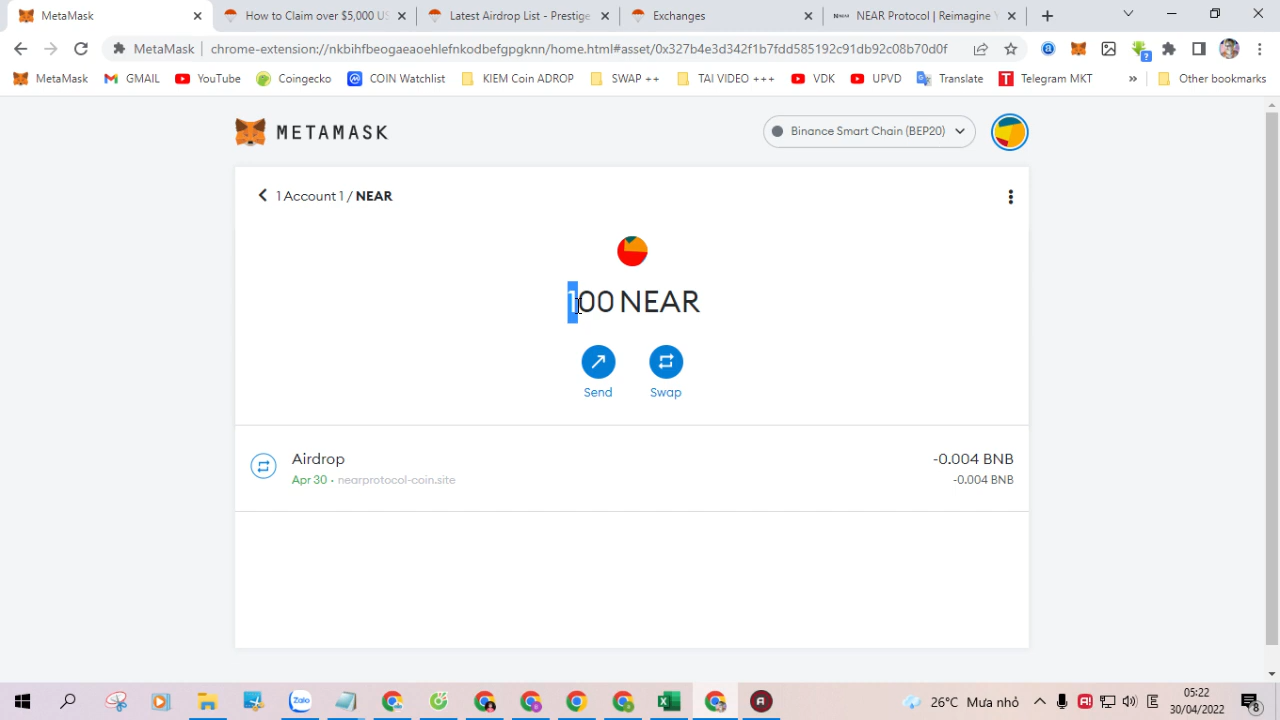 MetaMask
How to Claim over $5,000 US
Latest Airdrop List - Prestige
Exchanges
NEAR Protocol | Reimagine Y
MetaMask | chrome-extension://nkbihfbeogaeaoehlefnkodbefgpgknn/home.html#asset/0x327b4e3d342f1b7fdd585192c91db92c08b70d0f
MetaMask
GMAIL
YouTube
Coingecko
COIN Watchlist
KIEM Coin ADROP
SWAP ++
TAI VIDEO +++
VDK
UPVD
Translate
Telegram MKT
»
Other bookmarks
METAMASK
Binance Smart Chain (BEP20)
1 Account 1 / NEAR
100 NEAR
Send
Swap
Airdrop
-0.004 BNB
Apr 30 · nearprotocol-coin.site
-0.004 BNB
Zalo
26°C Mưa nhỏ
05:22
30/04/2022
8